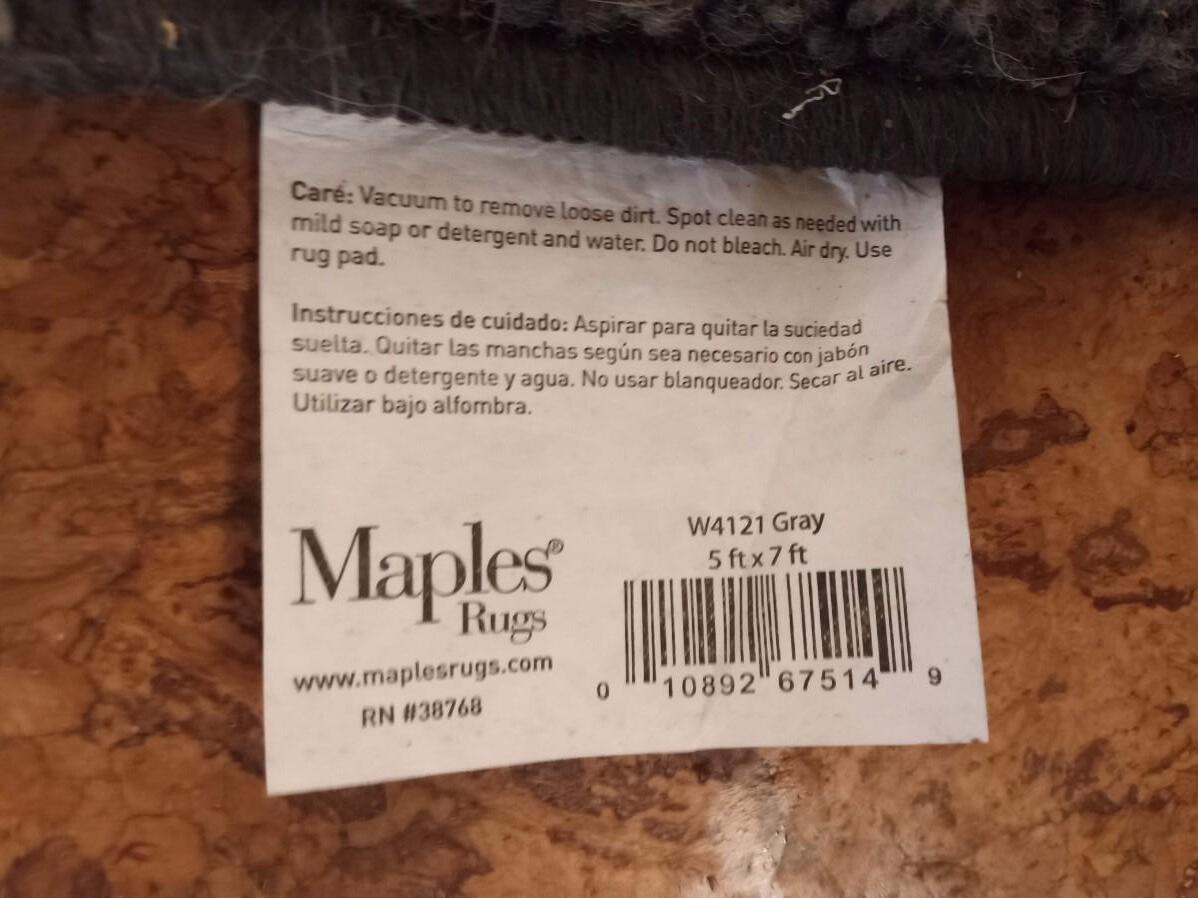 Caré: Vacuum to remove loose dirt. Spot clean as needed with
mild soap or detergent and water. Do not bleach. Air dry. Use
rug pad.
Instrucciones de cuidado: Aspirar para quitar la suciedad
suelta. Quitar las manchas según sea necesario con jabón
suave o detergente y agua. No usar blanqueador. Secar al aire.
Utilizar bajo alfombra.
Maples®
Rugs
www.maplesrugs.com
RN #38768
W4121 Gray
5 ft x 7 ft
0 10892 67514 9